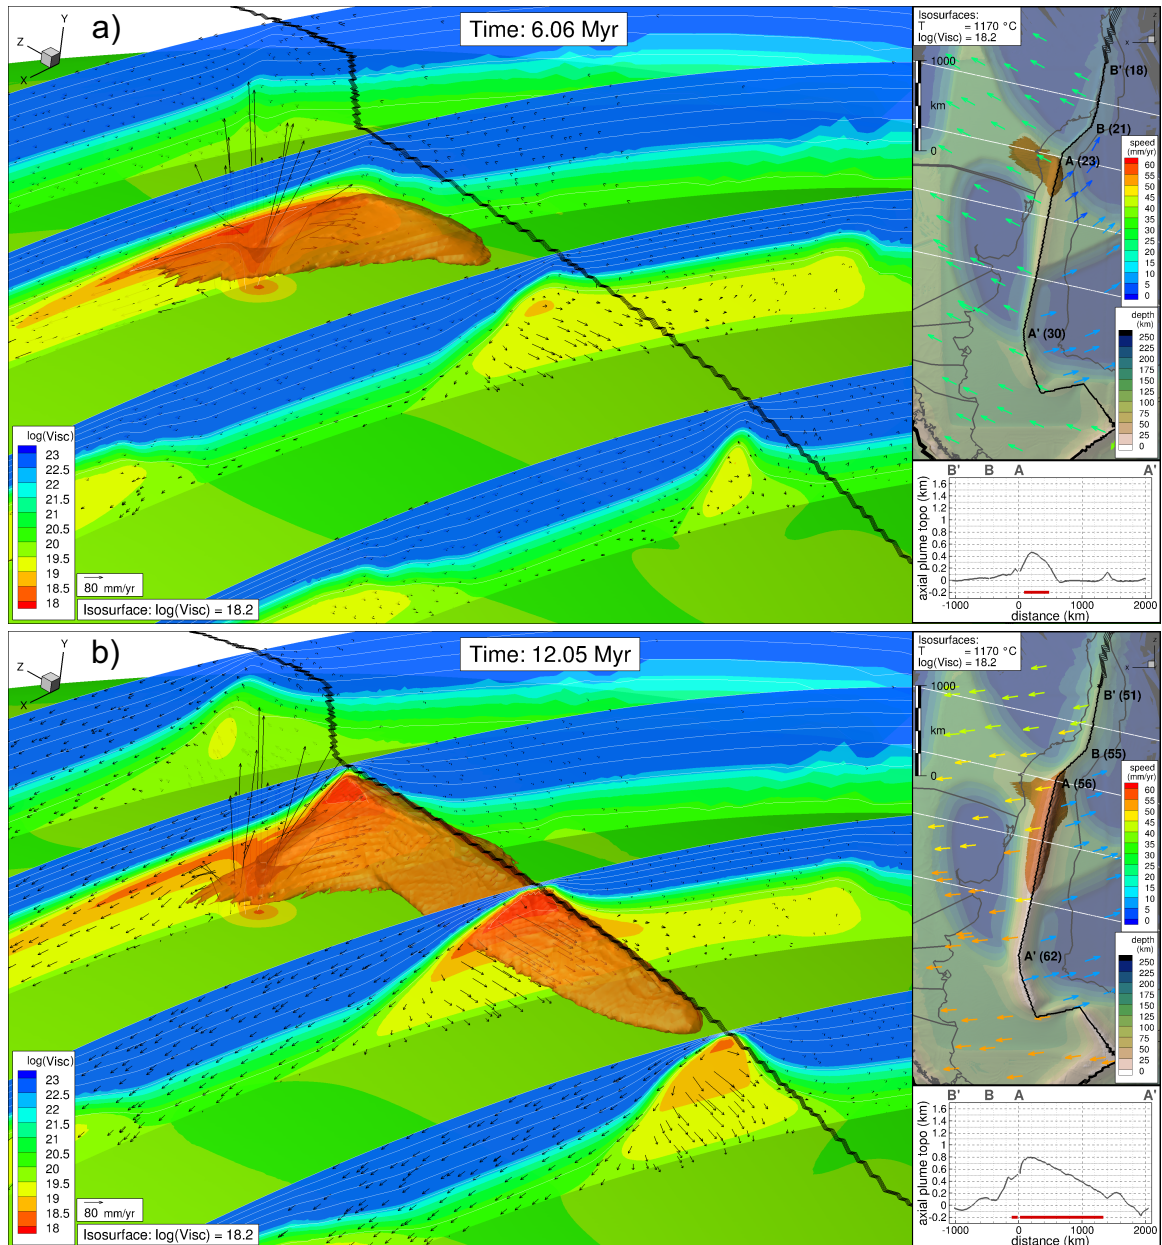 a)
Time: 6.06 Myr
Y
Z
X
log(Visc)
23
22.5
22
21.5
21
20.5
20
19.5
19
18.5
18
80 mm/yr
Isosurface: log(Visc) = 18.2
Isosurfaces:
T = 1170 °C
log(Visc) = 18.2
1000
km
0
z
x
B' (18)
B (21)
A (23)
A' (30)
speed
(mm/yr)
60
55
50
45
40
35
30
25
20
15
10
5
0
depth
(km)
250
225
200
175
150
125
100
75
50
25
0
B' B A A'
axial plume topo (km)
1.6
1.4
1.2
1
0.8
0.6
0.4
0.2
0
-0.2
-1000 0 1000 2000
distance (km)
b)
Time: 12.05 Myr
Y
Z
X
log(Visc)
23
22.5
22
21.5
21
20.5
20
19.5
19
18.5
18
80 mm/yr
Isosurface: log(Visc) = 18.2
Isosurfaces:
T = 1170 °C
log(Visc) = 18.2
1000
km
0
z
x
B' (51)
B (55)
A (56)
A' (62)
speed
(mm/yr)
60
55
50
45
40
35
30
25
20
15
10
5
0
depth
(km)
250
225
200
175
150
125
100
75
50
25
0
B' B A A'
axial plume topo (km)
1.6
1.4
1.2
1
0.8
0.6
0.4
0.2
0
-0.2
-1000 0 1000 2000
distance (km)